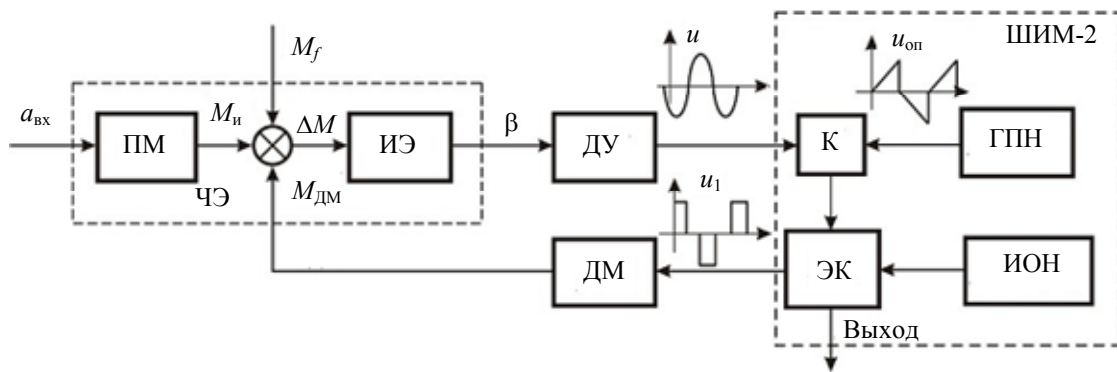 ШИМ-2
M_f
u
u_оп
a_вх
ПМ
M_и
ΔM
ИЭ
β
ДУ
К
ГПН
ЧЭ
M_ДМ
u_1
ДМ
ЭК
ИОН
Выход